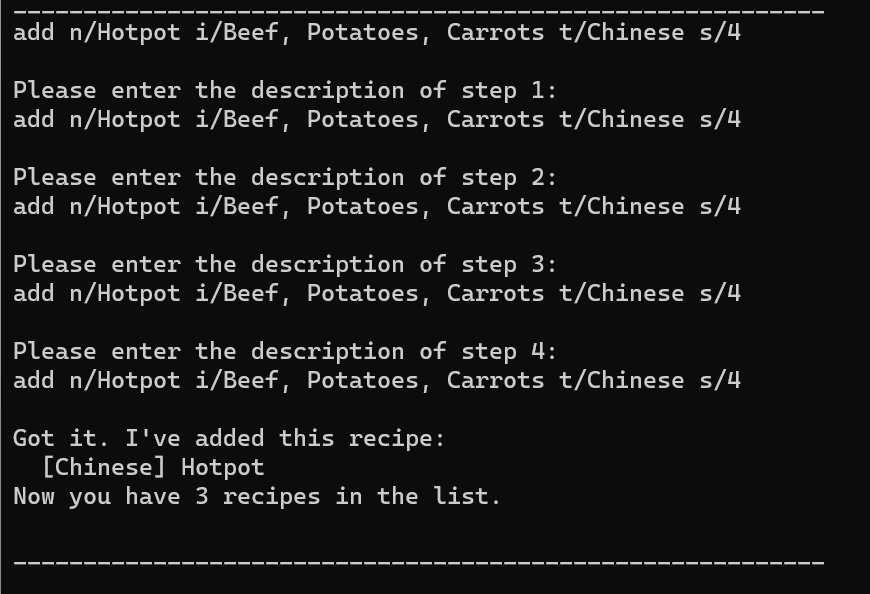 ____________________________________________________________
add n/Hotpot i/Beef, Potatoes, Carrots t/Chinese s/4
Please enter the description of step 1:
add n/Hotpot i/Beef, Potatoes, Carrots t/Chinese s/4
Please enter the description of step 2:
add n/Hotpot i/Beef, Potatoes, Carrots t/Chinese s/4
Please enter the description of step 3:
add n/Hotpot i/Beef, Potatoes, Carrots t/Chinese s/4
Please enter the description of step 4:
add n/Hotpot i/Beef, Potatoes, Carrots t/Chinese s/4
Got it. I've added this recipe:
  [Chinese] Hotpot
Now you have 3 recipes in the list.
____________________________________________________________